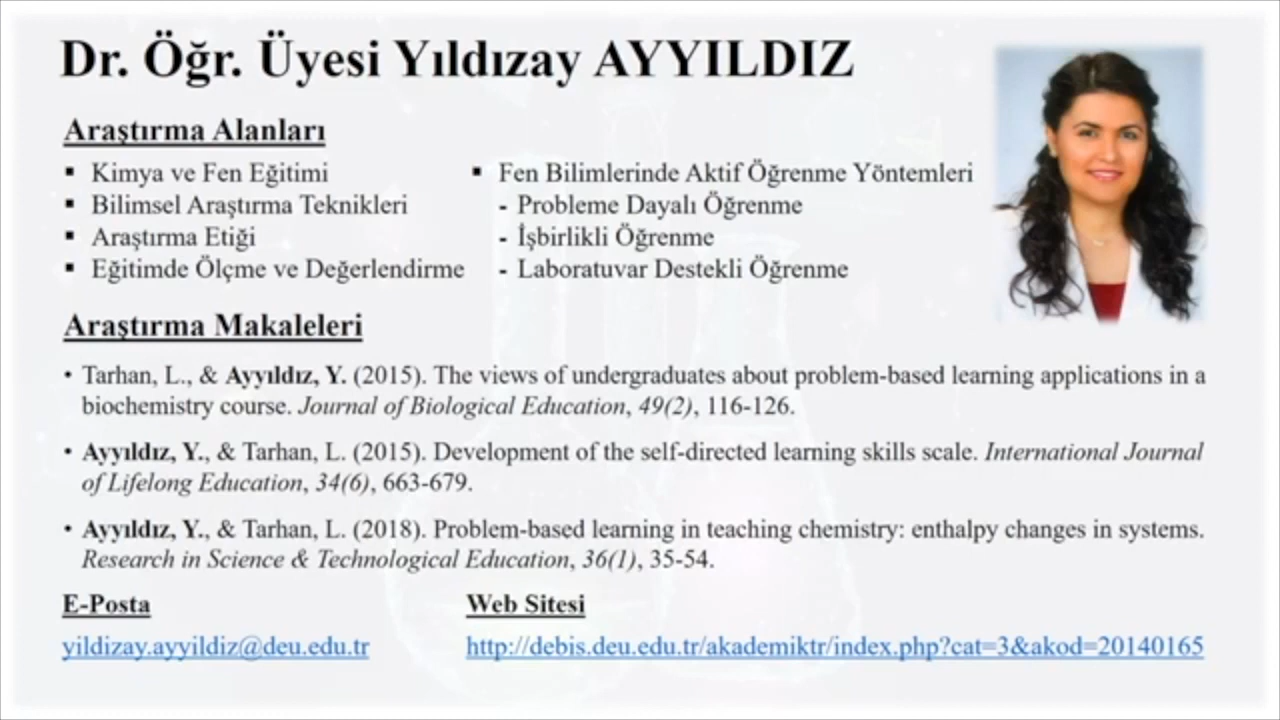 Dr. Öğr. Üyesi Yıldızay AYYILDIZ
Araştırma Alanları
▪ Kimya ve Fen Eğitimi
▪ Bilimsel Araştırma Teknikleri
▪ Araştırma Etiği
▪ Eğitimde Ölçme ve Değerlendirme
▪ Fen Bilimlerinde Aktif Öğrenme Yöntemleri
- Probleme Dayalı Öğrenme
- İşbirlikli Öğrenme
- Laboratuvar Destekli Öğrenme
Araştırma Makaleleri
• Tarhan, L., & Ayyıldız, Y. (2015). The views of undergraduates about problem-based learning applications in a
biochemistry course. Journal of Biological Education, 49(2), 116-126.
• Ayyıldız, Y., & Tarhan, L. (2015). Development of the self-directed learning skills scale. International Journal
of Lifelong Education, 34(6), 663-679.
• Ayyıldız, Y., & Tarhan, L. (2018). Problem-based learning in teaching chemistry: enthalpy changes in systems.
Research in Science & Technological Education, 36(1), 35-54.
E-Posta
yildizay.ayyildiz@deu.edu.tr
Web Sitesi
http://debis.deu.edu.tr/akademiktr/index.php?cat=3&akod=20140165